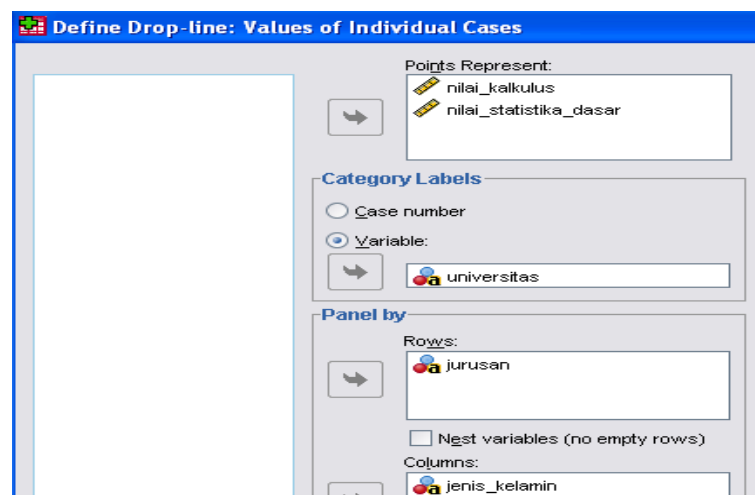 Define Drop-line: Values of Individual Cases
Points Represent:
nilai_kalkulus
nilai_statistika_dasar
Category Labels
Case number
Variable:
universitas
Panel by
Rows:
jurusan
Nest variables (no empty rows)
Columns:
jenis_kelamin